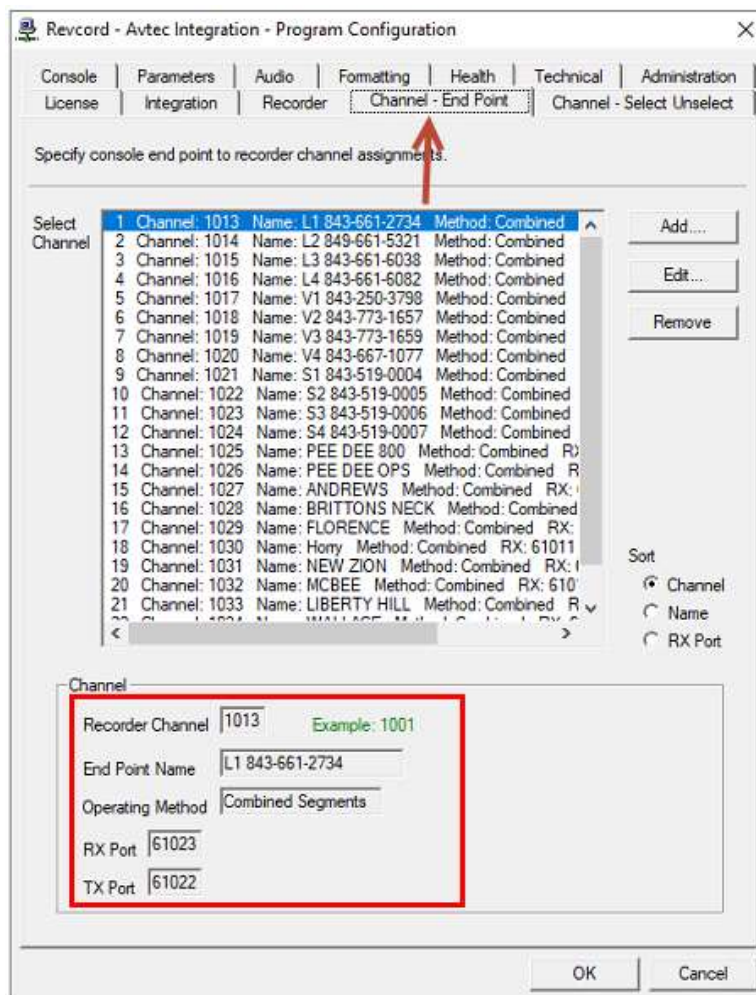 Revcord - Avtec Integration - Program Configuration
Console Parameters Audio Formatting Health Technical Administration
License Integration Recorder Channel - End Point Channel - Select Unselect
Specify console end point to recorder channel assignments.
Select Channel
1 Channel: 1013 Name: L1 843-661-2734 Method: Combined
2 Channel: 1014 Name: L2 849-661-5321 Method: Combined
3 Channel: 1015 Name: L3 843-661-6038 Method: Combined
4 Channel: 1016 Name: L4 843-661-6082 Method: Combined
5 Channel: 1017 Name: V1 843-250-3798 Method: Combined
6 Channel: 1018 Name: V2 843-773-1657 Method: Combined
7 Channel: 1019 Name: V3 843-773-1659 Method: Combined
8 Channel: 1020 Name: V4 843-667-1077 Method: Combined
9 Channel: 1021 Name: S1 843-519-0004 Method: Combined
10 Channel: 1022 Name: S2 843-519-0005 Method: Combined
11 Channel: 1023 Name: S3 843-519-0006 Method: Combined
12 Channel: 1024 Name: S4 843-519-0007 Method: Combined
13 Channel: 1025 Name: PEE DEE 800 Method: Combined
14 Channel: 1026 Name: PEE DEE OPS Method: Combined
15 Channel: 1027 Name: ANDREWS Method: Combined RX:
16 Channel: 1028 Name: BRITTONS NECK Method: Combined
17 Channel: 1029 Name: FLORENCE Method: Combined RX:
18 Channel: 1030 Name: Horry Method: Combined RX: 61011
19 Channel: 1031 Name: NEW ZION Method: Combined RX:
20 Channel: 1032 Name: MCBEE Method: Combined RX: 610
21 Channel: 1033 Name: LIBERTY HILL Method: Combined
Add....
Edit...
Remove
Sort
Channel
Name
RX Port
Channel
Recorder Channel 1013 Example: 1001
End Point Name L1 843-661-2734
Operating Method Combined Segments
RX Port 61023
TX Port 61022
OK Cancel